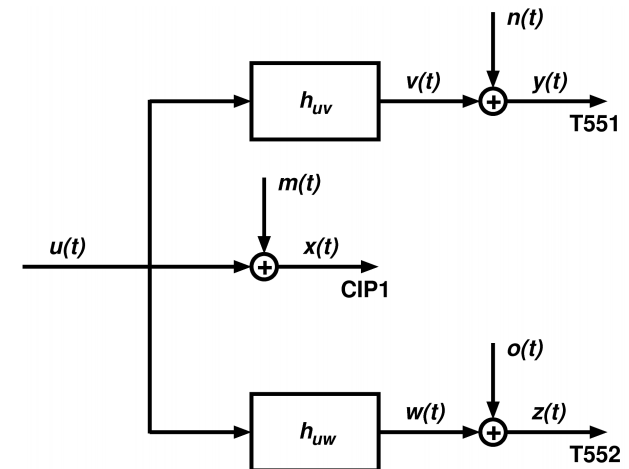 n(t)
h_uv
v(t)
y(t)
T551
m(t)
u(t)
x(t)
CIP1
o(t)
h_uw
w(t)
z(t)
T552